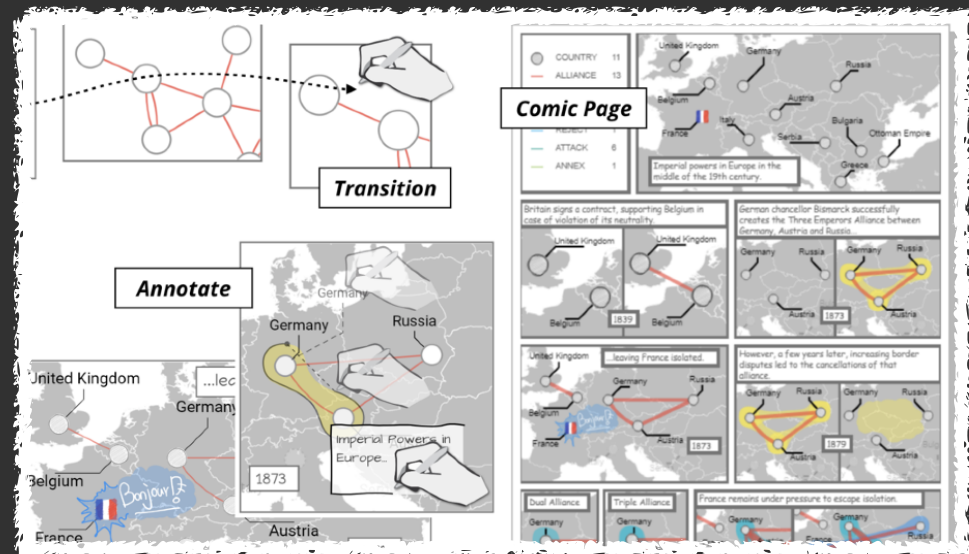 Transition
Annotate
Germany
Germany
Russia
United Kingdom
...lec
Germany
Imperial Powers in
Europe...
Belgium
1873
Bonjour
France
Austria
Comic Page
COUNTRY 11
ALLIANCE 13
REJECT 1
ATTACK 6
ANNEX 1
United Kingdom
Germany
Russia
Belgium
Austria
France
Italy
Bulgaria
Serbia
Ottoman Empire
Greece
Imperial powers in Europe in the
middle of the 19th century.
Britain signs a contract, supporting Belgium in
case of violation of its neutrality.
United Kingdom
United Kingdom
Belgium
1839
Belgium
German chancellor Bismarck successfully
creates the Three Emperors Alliance between
Germany, Austria and Russia...
Germany
Russia
Germany
Russia
Austria
1873
Austria
United Kingdom
...leaving France isolated.
Germany
Russia
Belgium
Bonjour
France
Austria
1873
However, a few years later, increasing border
disputes led to the cancellations of that
alliance.
Germany
Russia
Germany
Russia
Austria
1879
Austria
Dual Alliance
Triple Alliance
France remains under pressure to escape isolation.
Germany
Germany
Germany
Germany